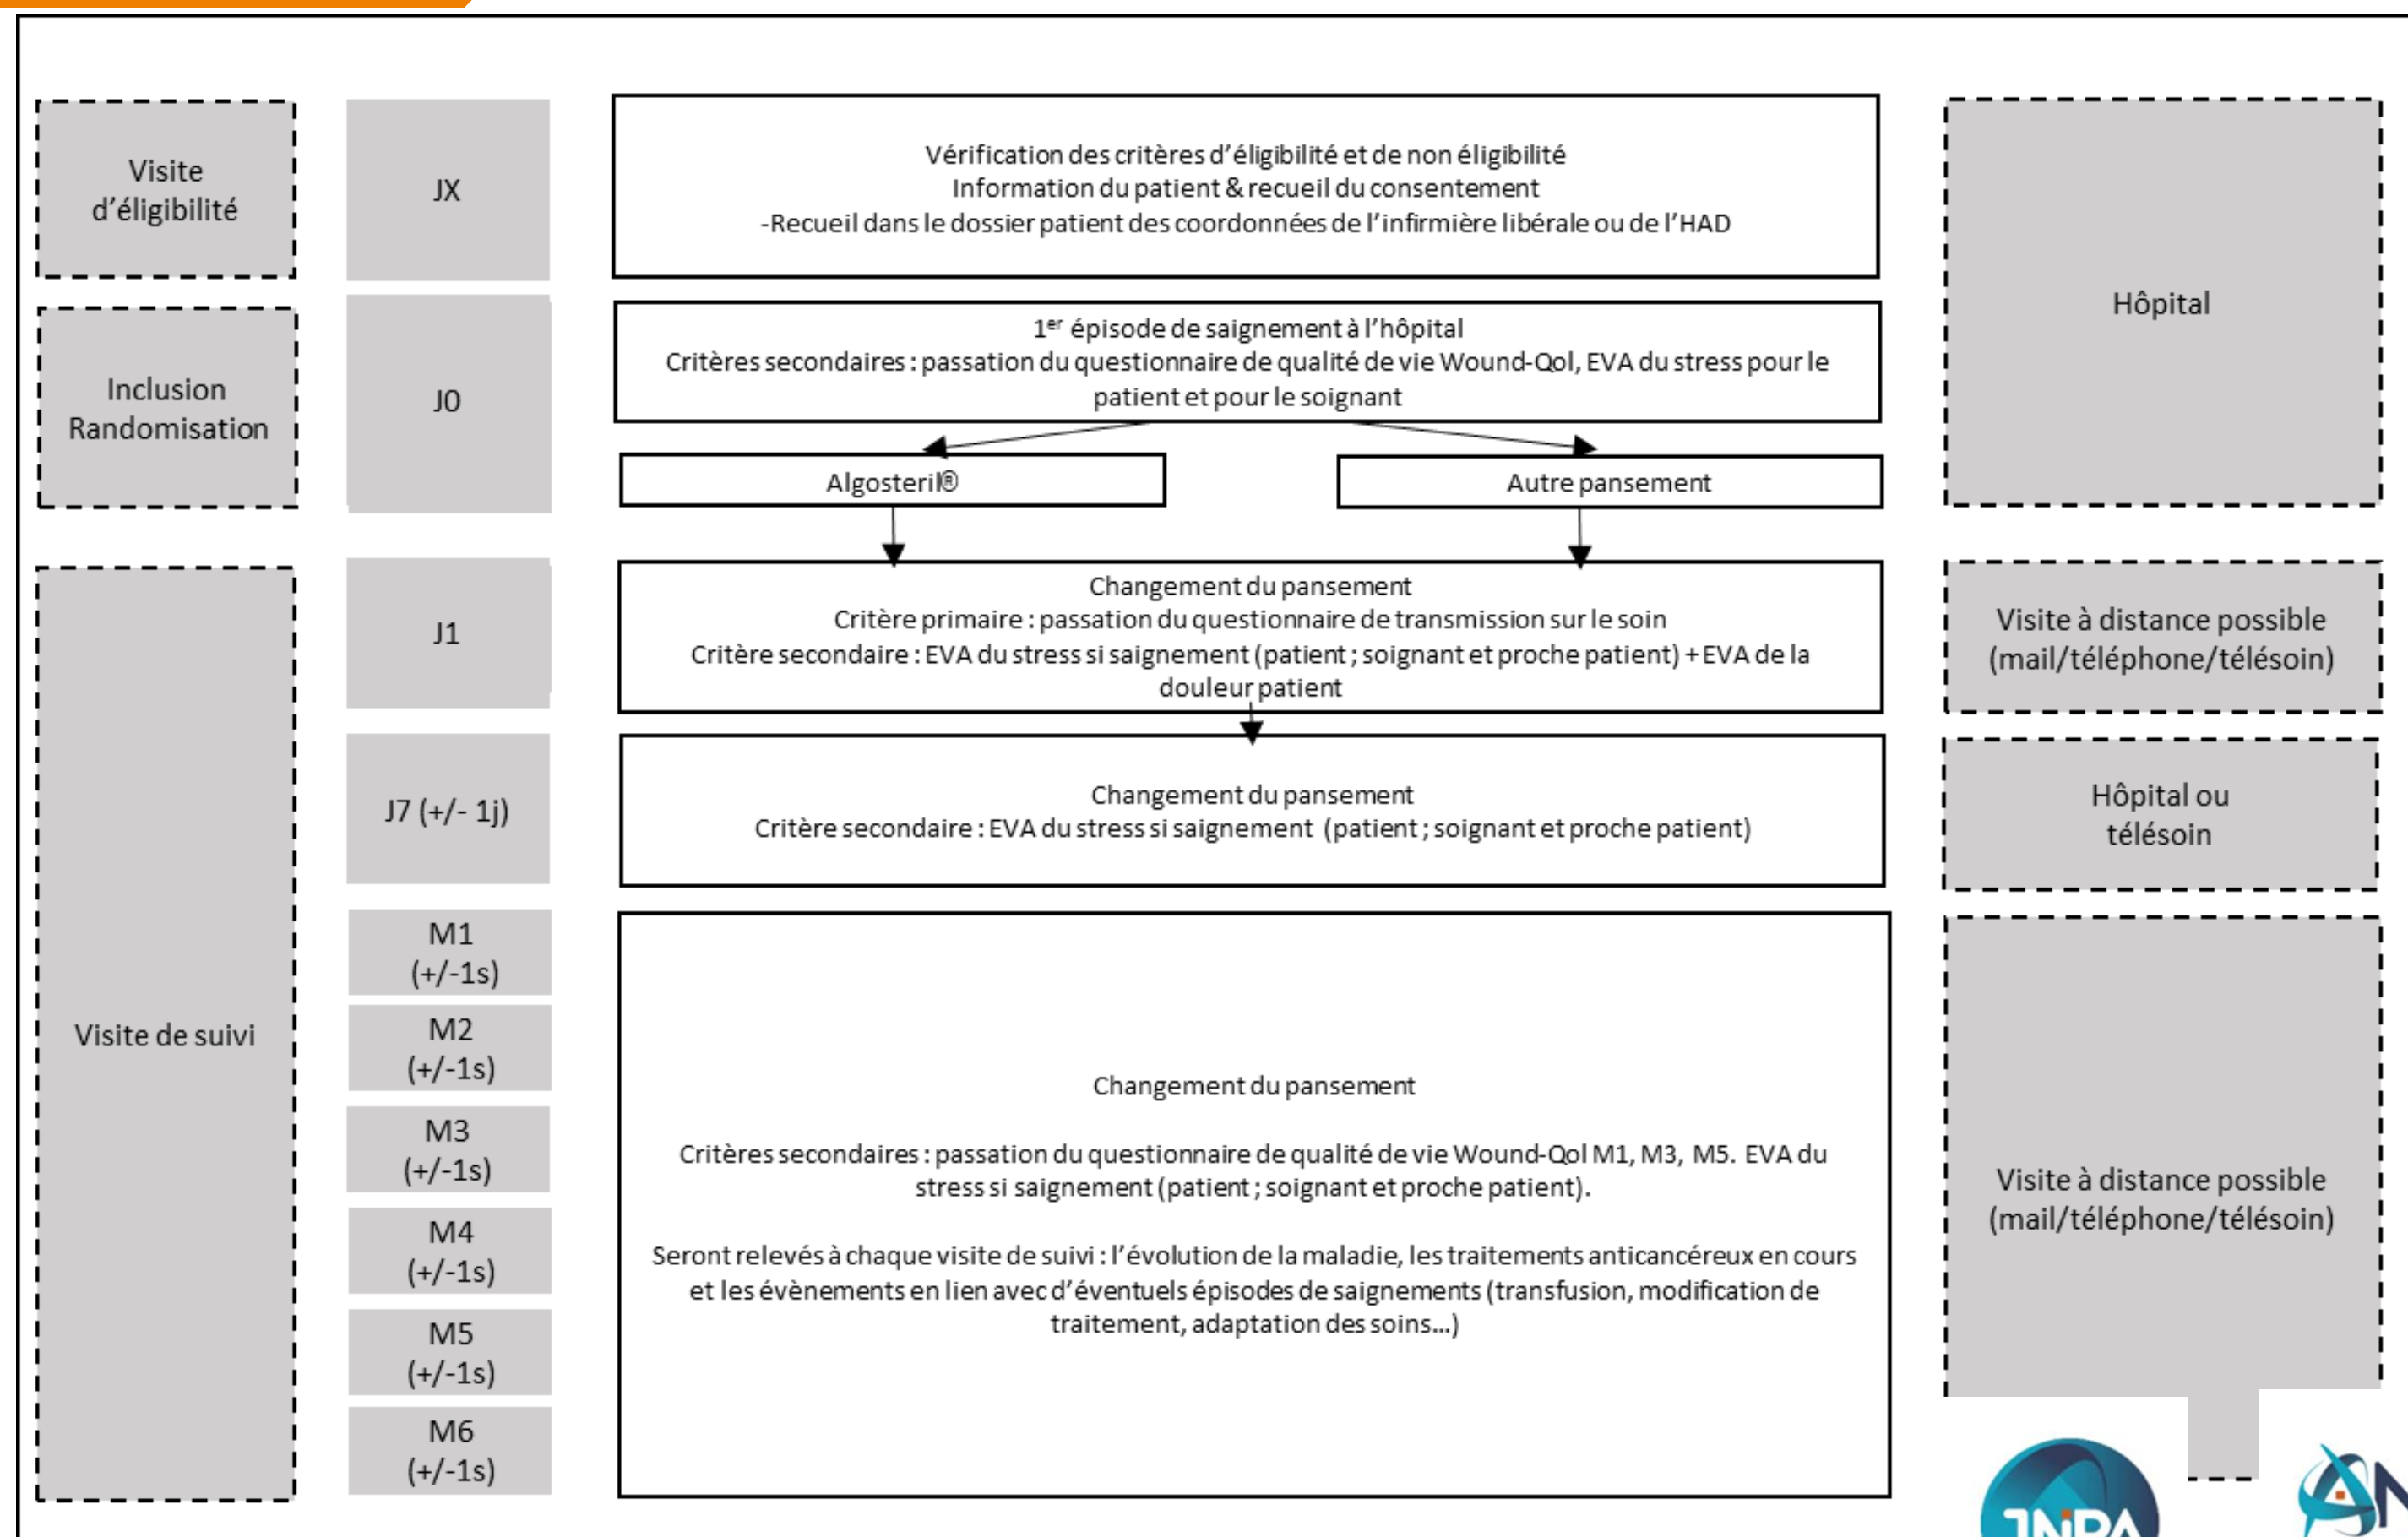 Visite
d’éligibilité
JX
Vérification des critères d’éligibilité et de non éligibilité
Information du patient & recueil du consentement
-Recueil dans le dossier patient des coordonnées de l’infirmière libérale ou de l’HAD
Hôpital
Inclusion
Randomisation
J0
1er épisode de saignement à l’hôpital
Critères secondaires : passation du questionnaire de qualité de vie Wound-Qol, EVA du stress pour le
patient et pour le soignant
Algosteril®
Autre pansement
Visite de suivi
J1
Changement du pansement
Critère primaire : passation du questionnaire de transmission sur le soin
Critère secondaire : EVA du stress si saignement (patient ; soignant et proche patient) + EVA de la
douleur patient
Visite à distance possible
(mail/téléphone/télésoin)
J7 (+/- 1j)
Changement du pansement
Critère secondaire : EVA du stress si saignement (patient ; soignant et proche patient)
Hôpital ou
télésoin
M1
(+/-1s)
M2
(+/-1s)
M3
(+/-1s)
M4
(+/-1s)
M5
(+/-1s)
M6
(+/-1s)
Changement du pansement
Critères secondaires : passation du questionnaire de qualité de vie Wound-Qol M1, M3, M5. EVA du
stress si saignement (patient ; soignant et proche patient).
Seront relevés à chaque visite de suivi : l’évolution de la maladie, les traitements anticancéreux en cours
et les évènements en lien avec d’éventuels épisodes de saignements (transfusion, modification de
traitement, adaptation des soins...)
Visite à distance possible
(mail/téléphone/télésoin)